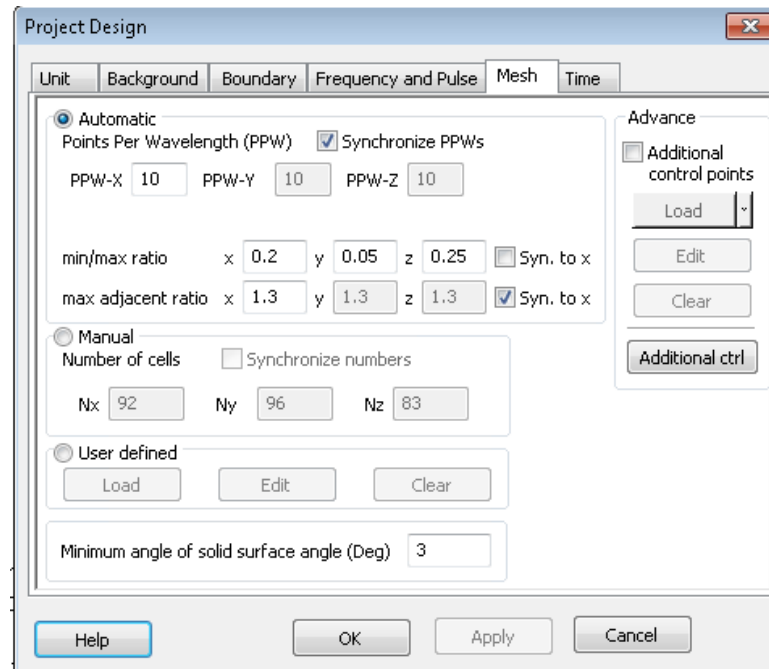 Project Design
Unit Background Boundary Frequency and Pulse Mesh Time
Automatic
Points Per Wavelength (PPW) Synchronize PPWs
PPW-X 10 PPW-Y 10 PPW-Z 10
min/max ratio x 0.2 y 0.05 z 0.25 Syn. to x
max adjacent ratio x 1.3 y 1.3 z 1.3 Syn. to x
Manual
Number of cells Synchronize numbers
Nx 92 Ny 96 Nz 83
User defined
Load Edit Clear
Minimum angle of solid surface angle (Deg) 3
Advance
Additional
control points
Load
Edit
Clear
Additional ctrl
Help OK Apply Cancel